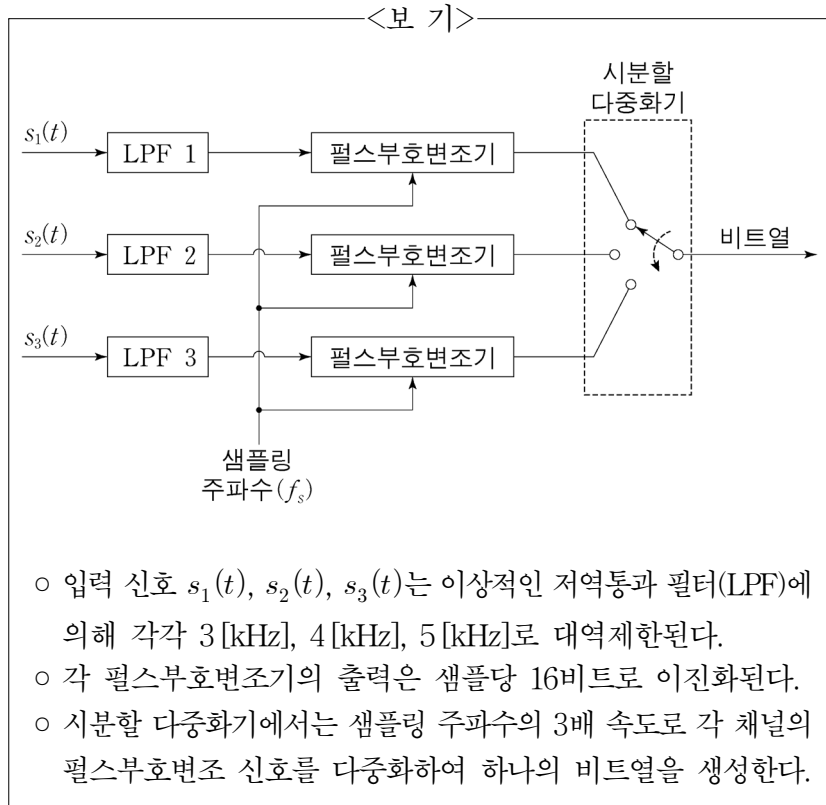 <보 기>
시분할
다중화기
s₁(t)
LPF 1
펄스부호변조기
s₂(t)
LPF 2
펄스부호변조기
비트열
s₃(t)
LPF 3
펄스부호변조기
샘플링
주파수(fₛ)
○ 입력 신호 s₁(t), s₂(t), s₃(t)는 이상적인 저역통과 필터(LPF)에
의해 각각 3[kHz], 4[kHz], 5[kHz]로 대역제한된다.
○ 각 펄스부호변조기의 출력은 샘플당 16비트로 이진화된다.
○ 시분할 다중화기에서는 샘플링 주파수의 3배 속도로 각 채널의
펄스부호변조 신호를 다중화하여 하나의 비트열을 생성한다.